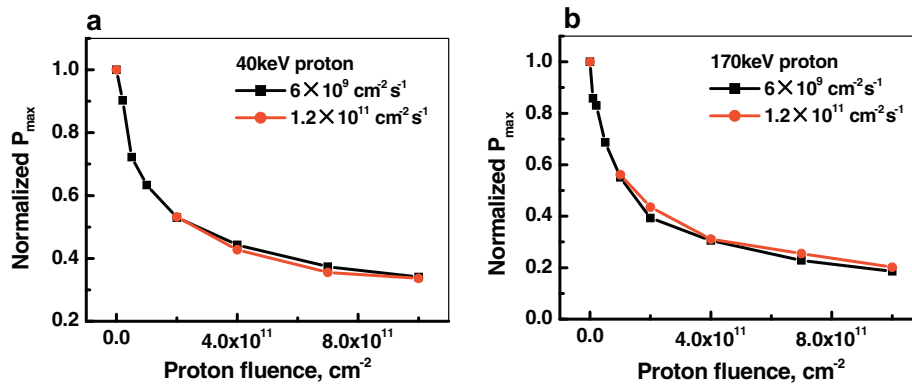 a
40keV proton
6×10⁹ cm⁻²s⁻¹
1.2×10¹¹ cm⁻²s⁻¹
Normalized Pₘₐₓ
1.0
0.8
0.6
0.4
0.2
0.0
4.0x10¹¹
8.0x10¹¹
Proton fluence, cm⁻²
b
170keV proton
6×10⁹ cm⁻²s⁻¹
1.2×10¹¹ cm⁻²s⁻¹
Normalized Pₘₐₓ
1.0
0.8
0.6
0.4
0.2
0.0
0.0
4.0x10¹¹
8.0x10¹¹
Proton fluence, cm⁻²